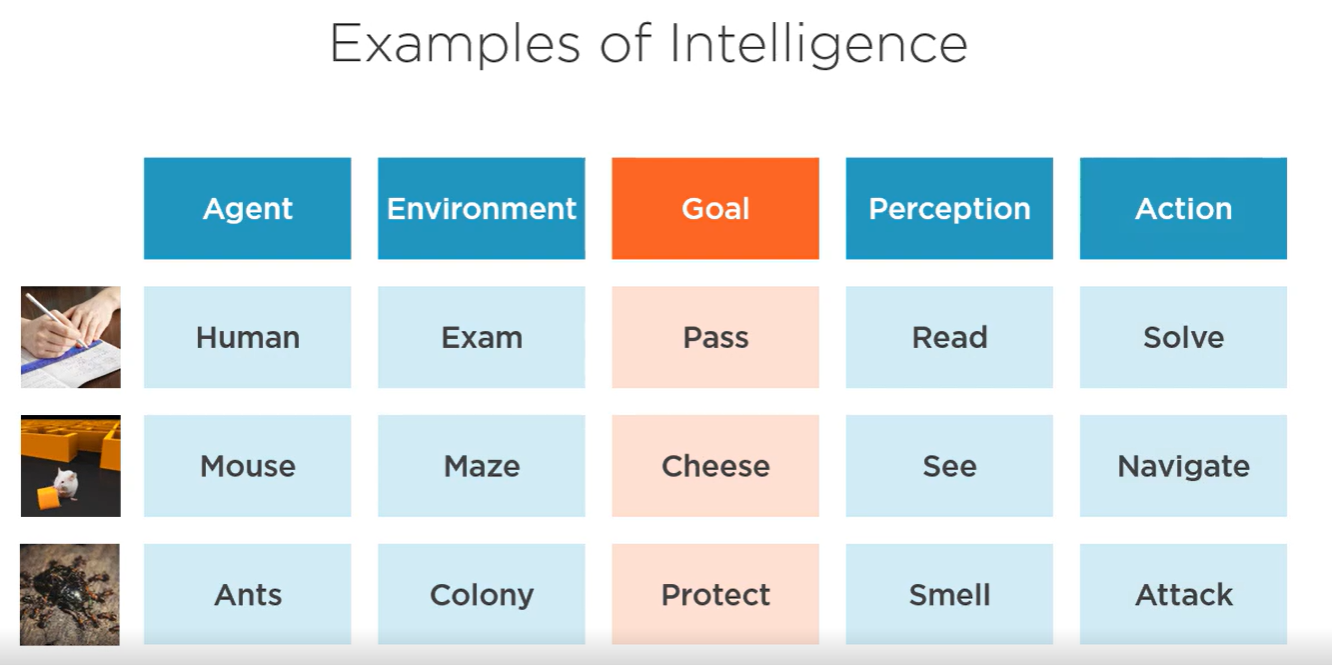 Examples of Intelligence
Agent Environment Goal Perception Action
Human Exam Pass Read Solve
Mouse Maze Cheese See Navigate
Ants Colony Protect Smell Attack